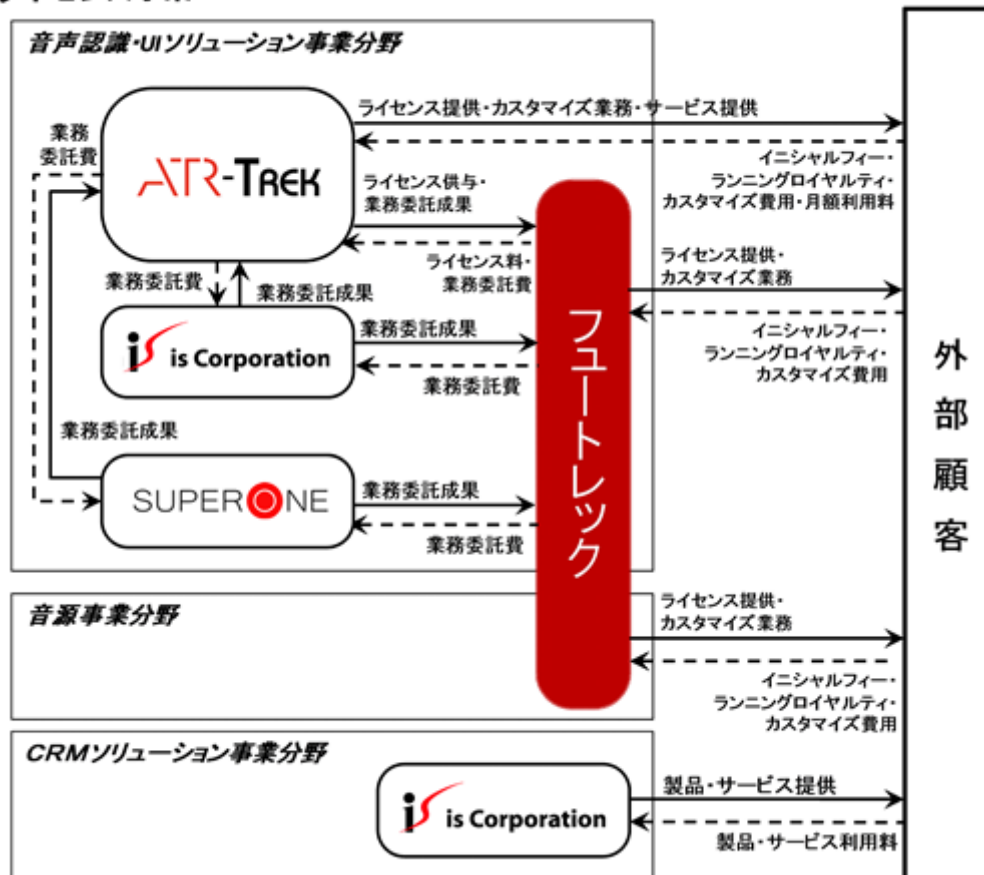 音声認識・UIソリューション事業分野
業務
委託費
ATR-TREK
ライセンス提供・カスタマイズ業務・サービス提供
イニシャルフィー・
ランニングロイヤルティ・
カスタマイズ費用・月額利用料
ライセンス供与・
業務委託成果
ライセンス料・
業務委託費
業務委託費
業務委託成果
is is Corporation
業務委託成果
業務委託費
業務委託成果
SUPERONE
業務委託成果
業務委託費
フュートレック
ライセンス提供・
カスタマイズ業務
イニシャルフィー・
ランニングロイヤルティ・
カスタマイズ費用
外部顧客
音源事業分野
ライセンス提供・
カスタマイズ業務
イニシャルフィー・
ランニングロイヤルティ・
カスタマイズ費用
CRMソリューション事業分野
is is Corporation
製品・サービス提供
製品・サービス利用料